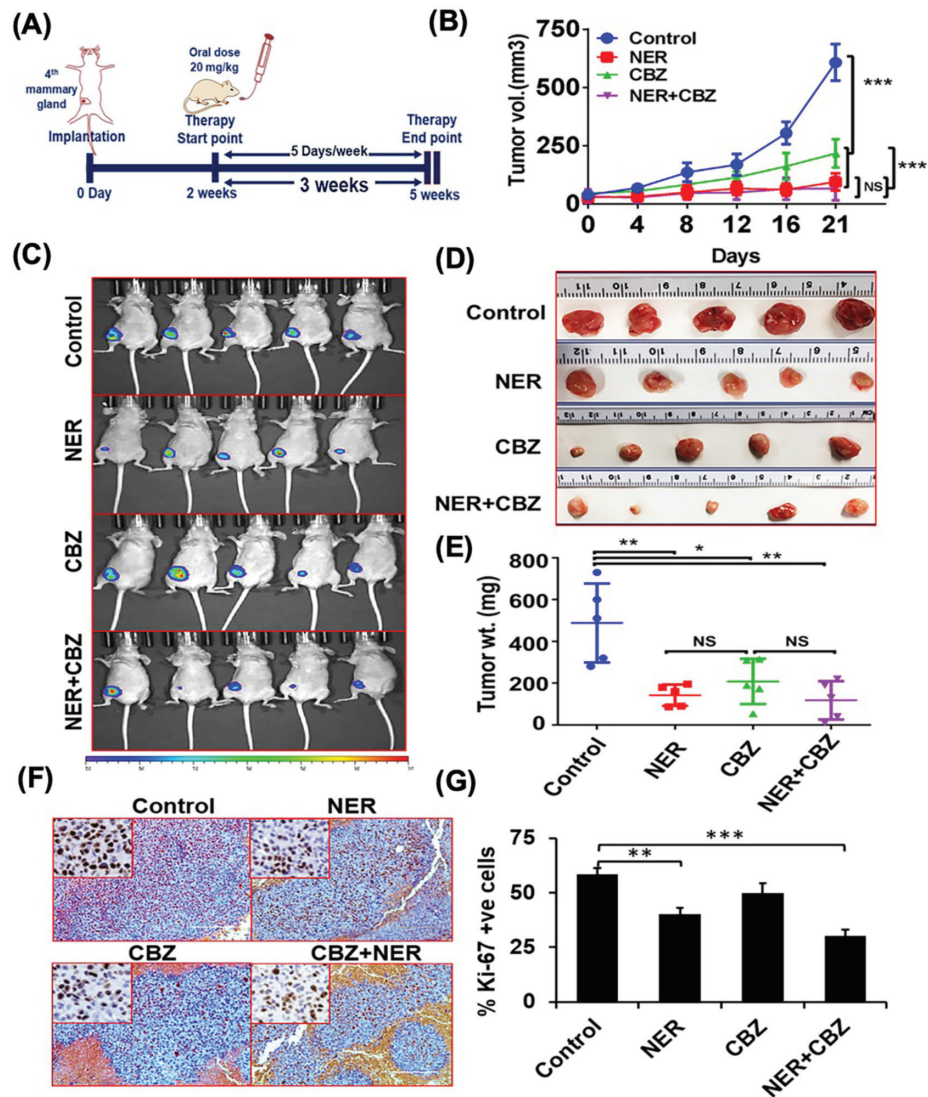 (A)
4th
mammary
gland
Implantation
Oral dose
20 mg/kg
Therapy
Start point
Therapy
End point
5 Days/week
3 weeks
0 Day
2 weeks
5 weeks
(B)
Tumor vol.(mm3)
750
500
250
0
Control
NER
CBZ
NER+CBZ
***
***
NS
0 4 8 12 16 21
Days
(C)
Control
NER
CBZ
NER+CBZ
(D)
Control
NER
CBZ
NER+CBZ
(E)
Tumor wt. (mg)
800
600
400
200
0
**
*
**
NS
NS
Control
NER
CBZ
NER+CBZ
(F)
Control
NER
CBZ
CBZ+NER
(G)
% Ki-67 +ve cells
75
50
25
0
**
***
Control
NER
CBZ
NER+CBZ